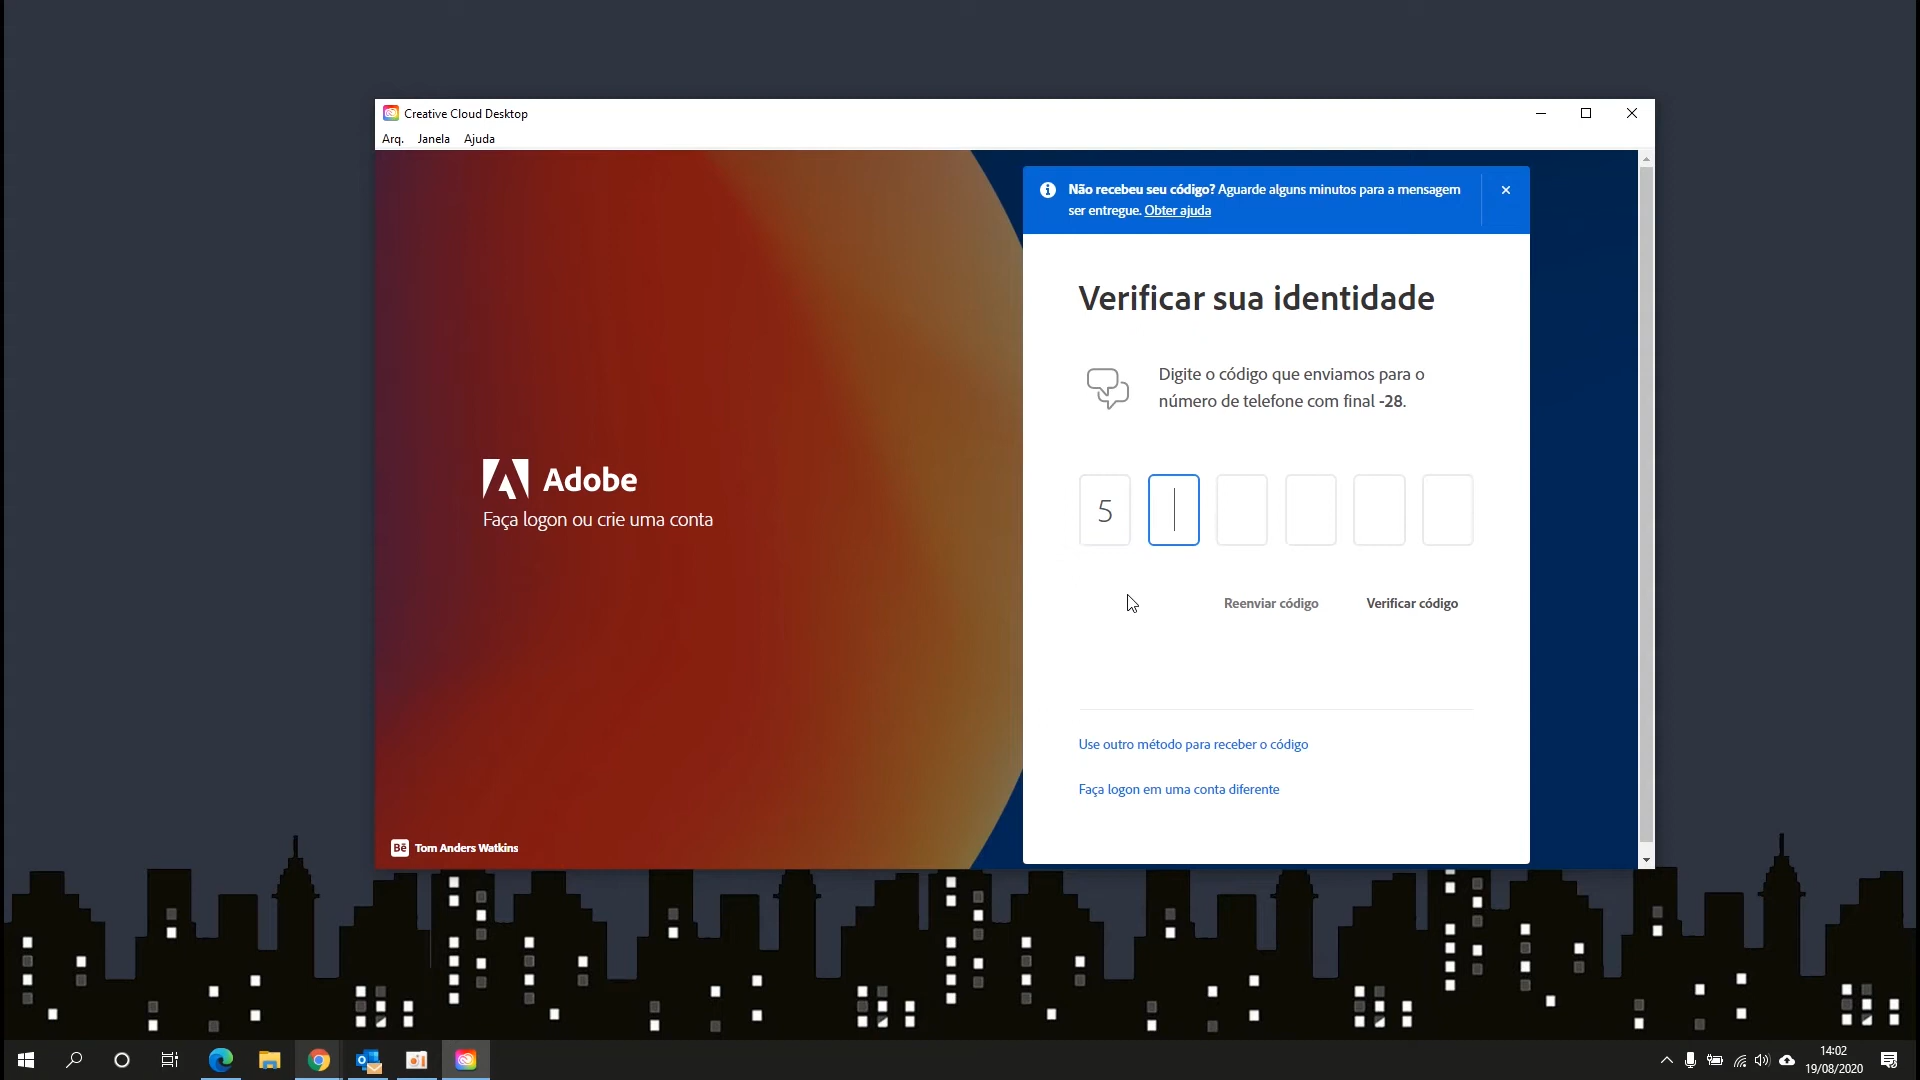 Creative Cloud Desktop
Arq. Janela Ajuda
Não recebeu seu código? Aguarde alguns minutos para a mensagem
ser entregue. Obter ajuda
Verificar sua identidade
Digite o código que enviamos para o
número de telefone com final -28.
5
Reenviar código Verificar código
Use outro método para receber o código
Faça logon em uma conta diferente
Adobe
Faça logon ou crie uma conta
Bē Tom Anders Watkins
14:02
19/08/2020